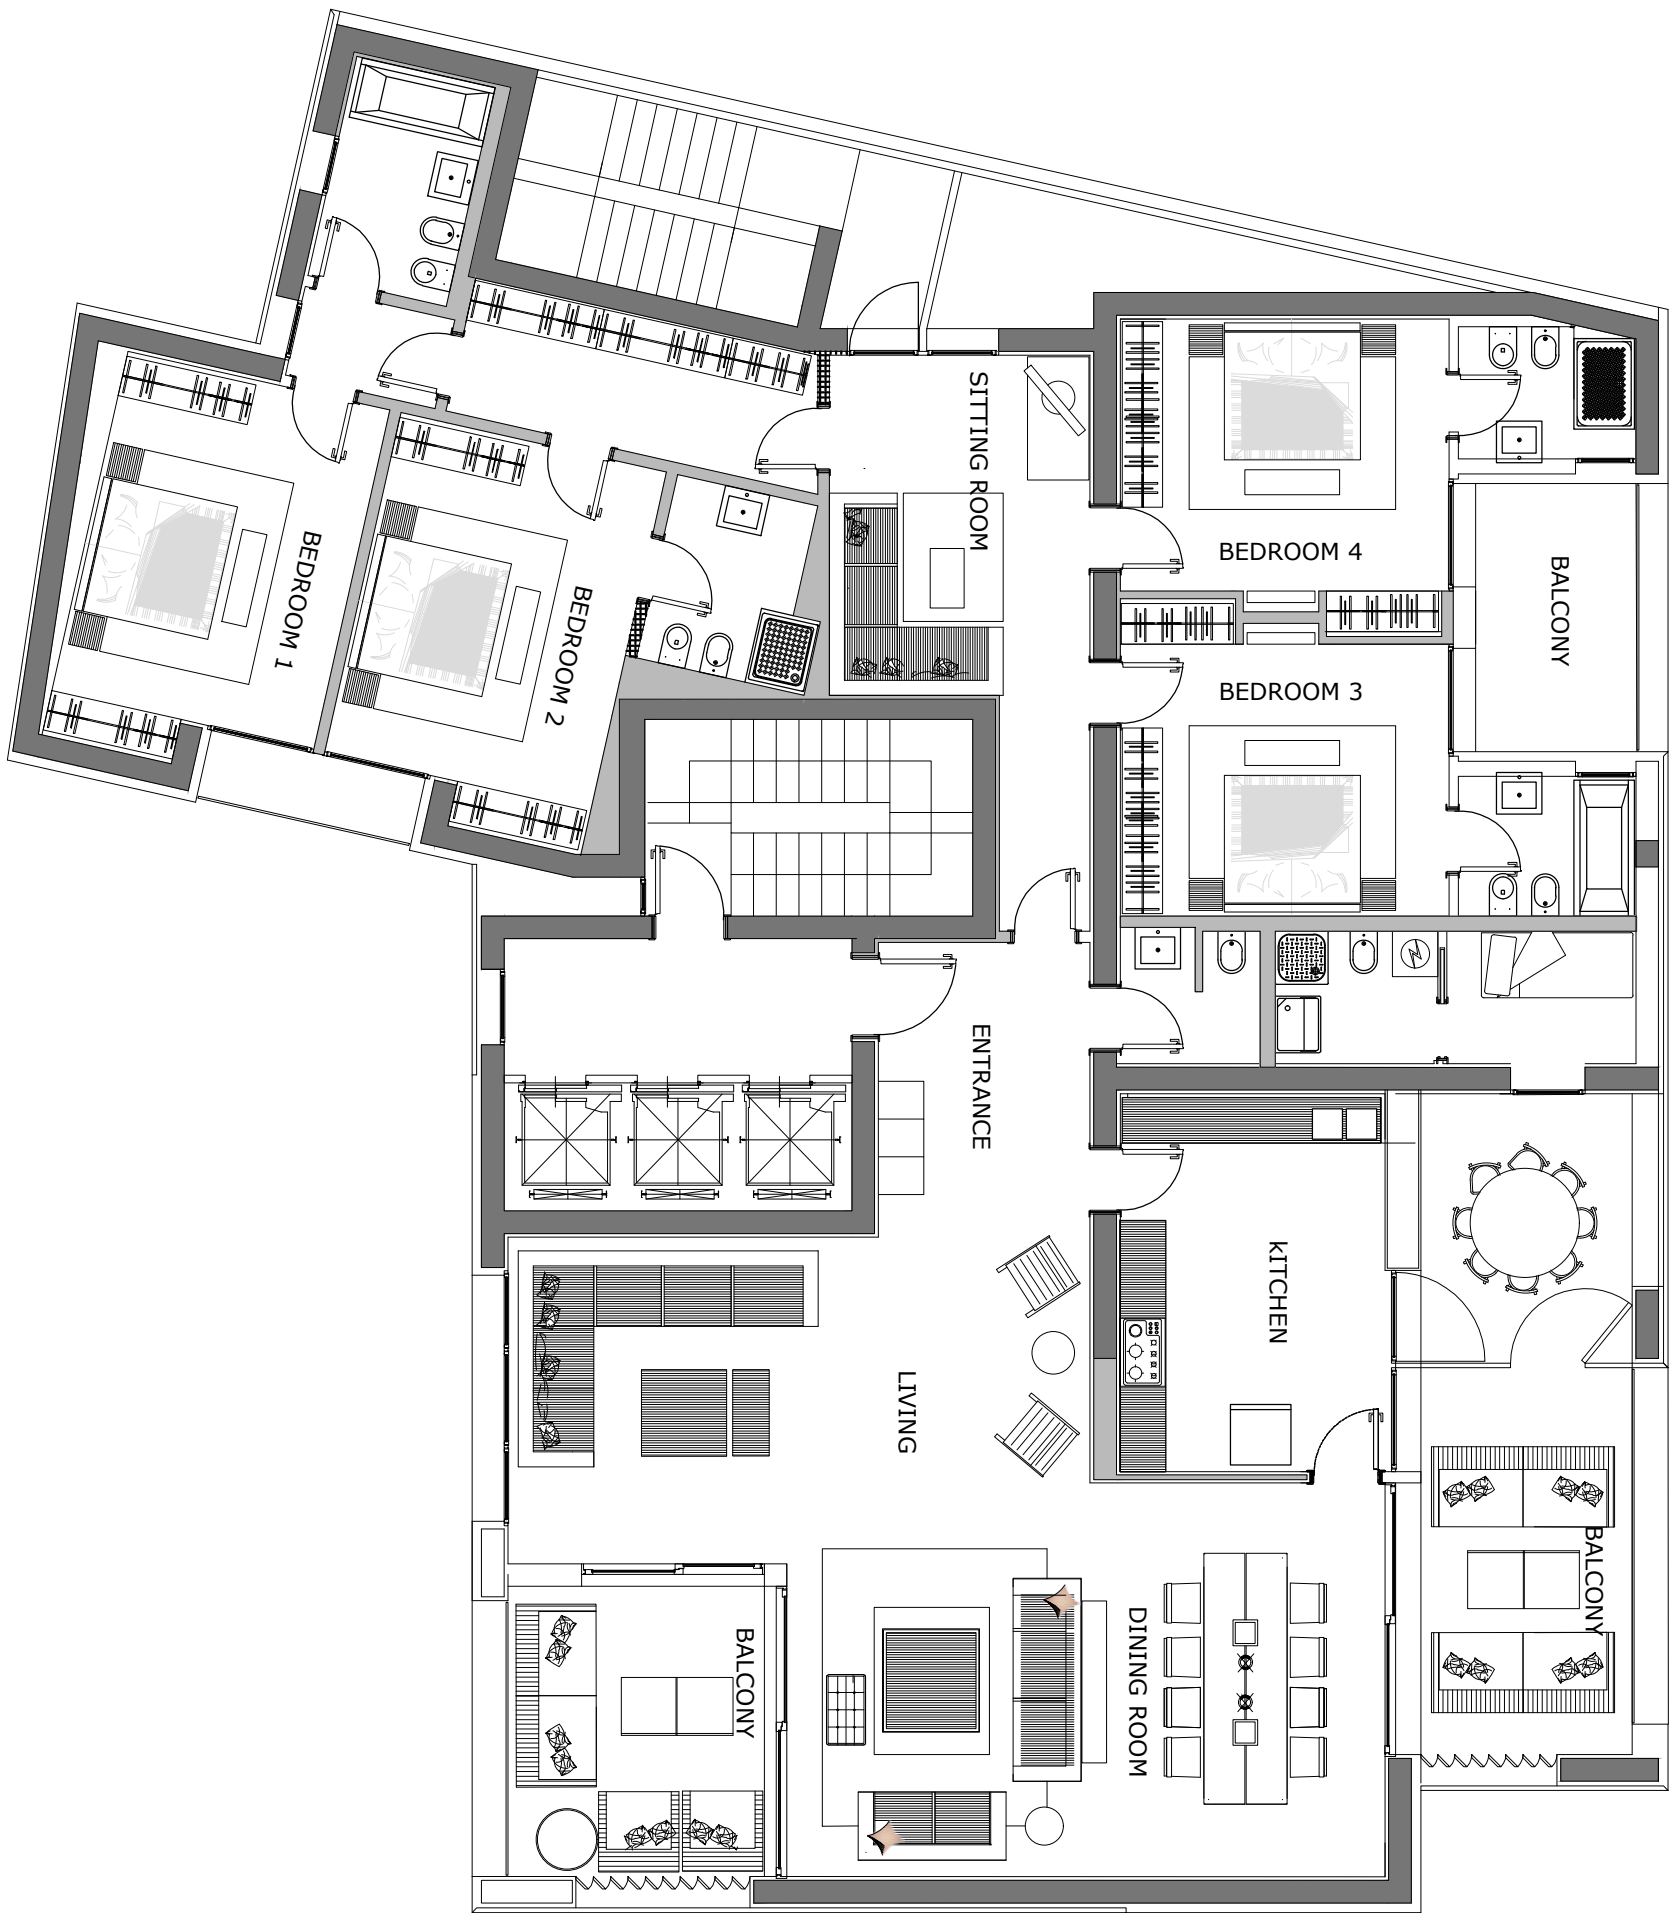 SITTING ROOM
BEDROOM 4
BALCONY
BEDROOM 1
BEDROOM 2
BEDROOM 3
ENTRANCE
kITCHEN
LIVING
BALCONY
DINING ROOM
BALCONY